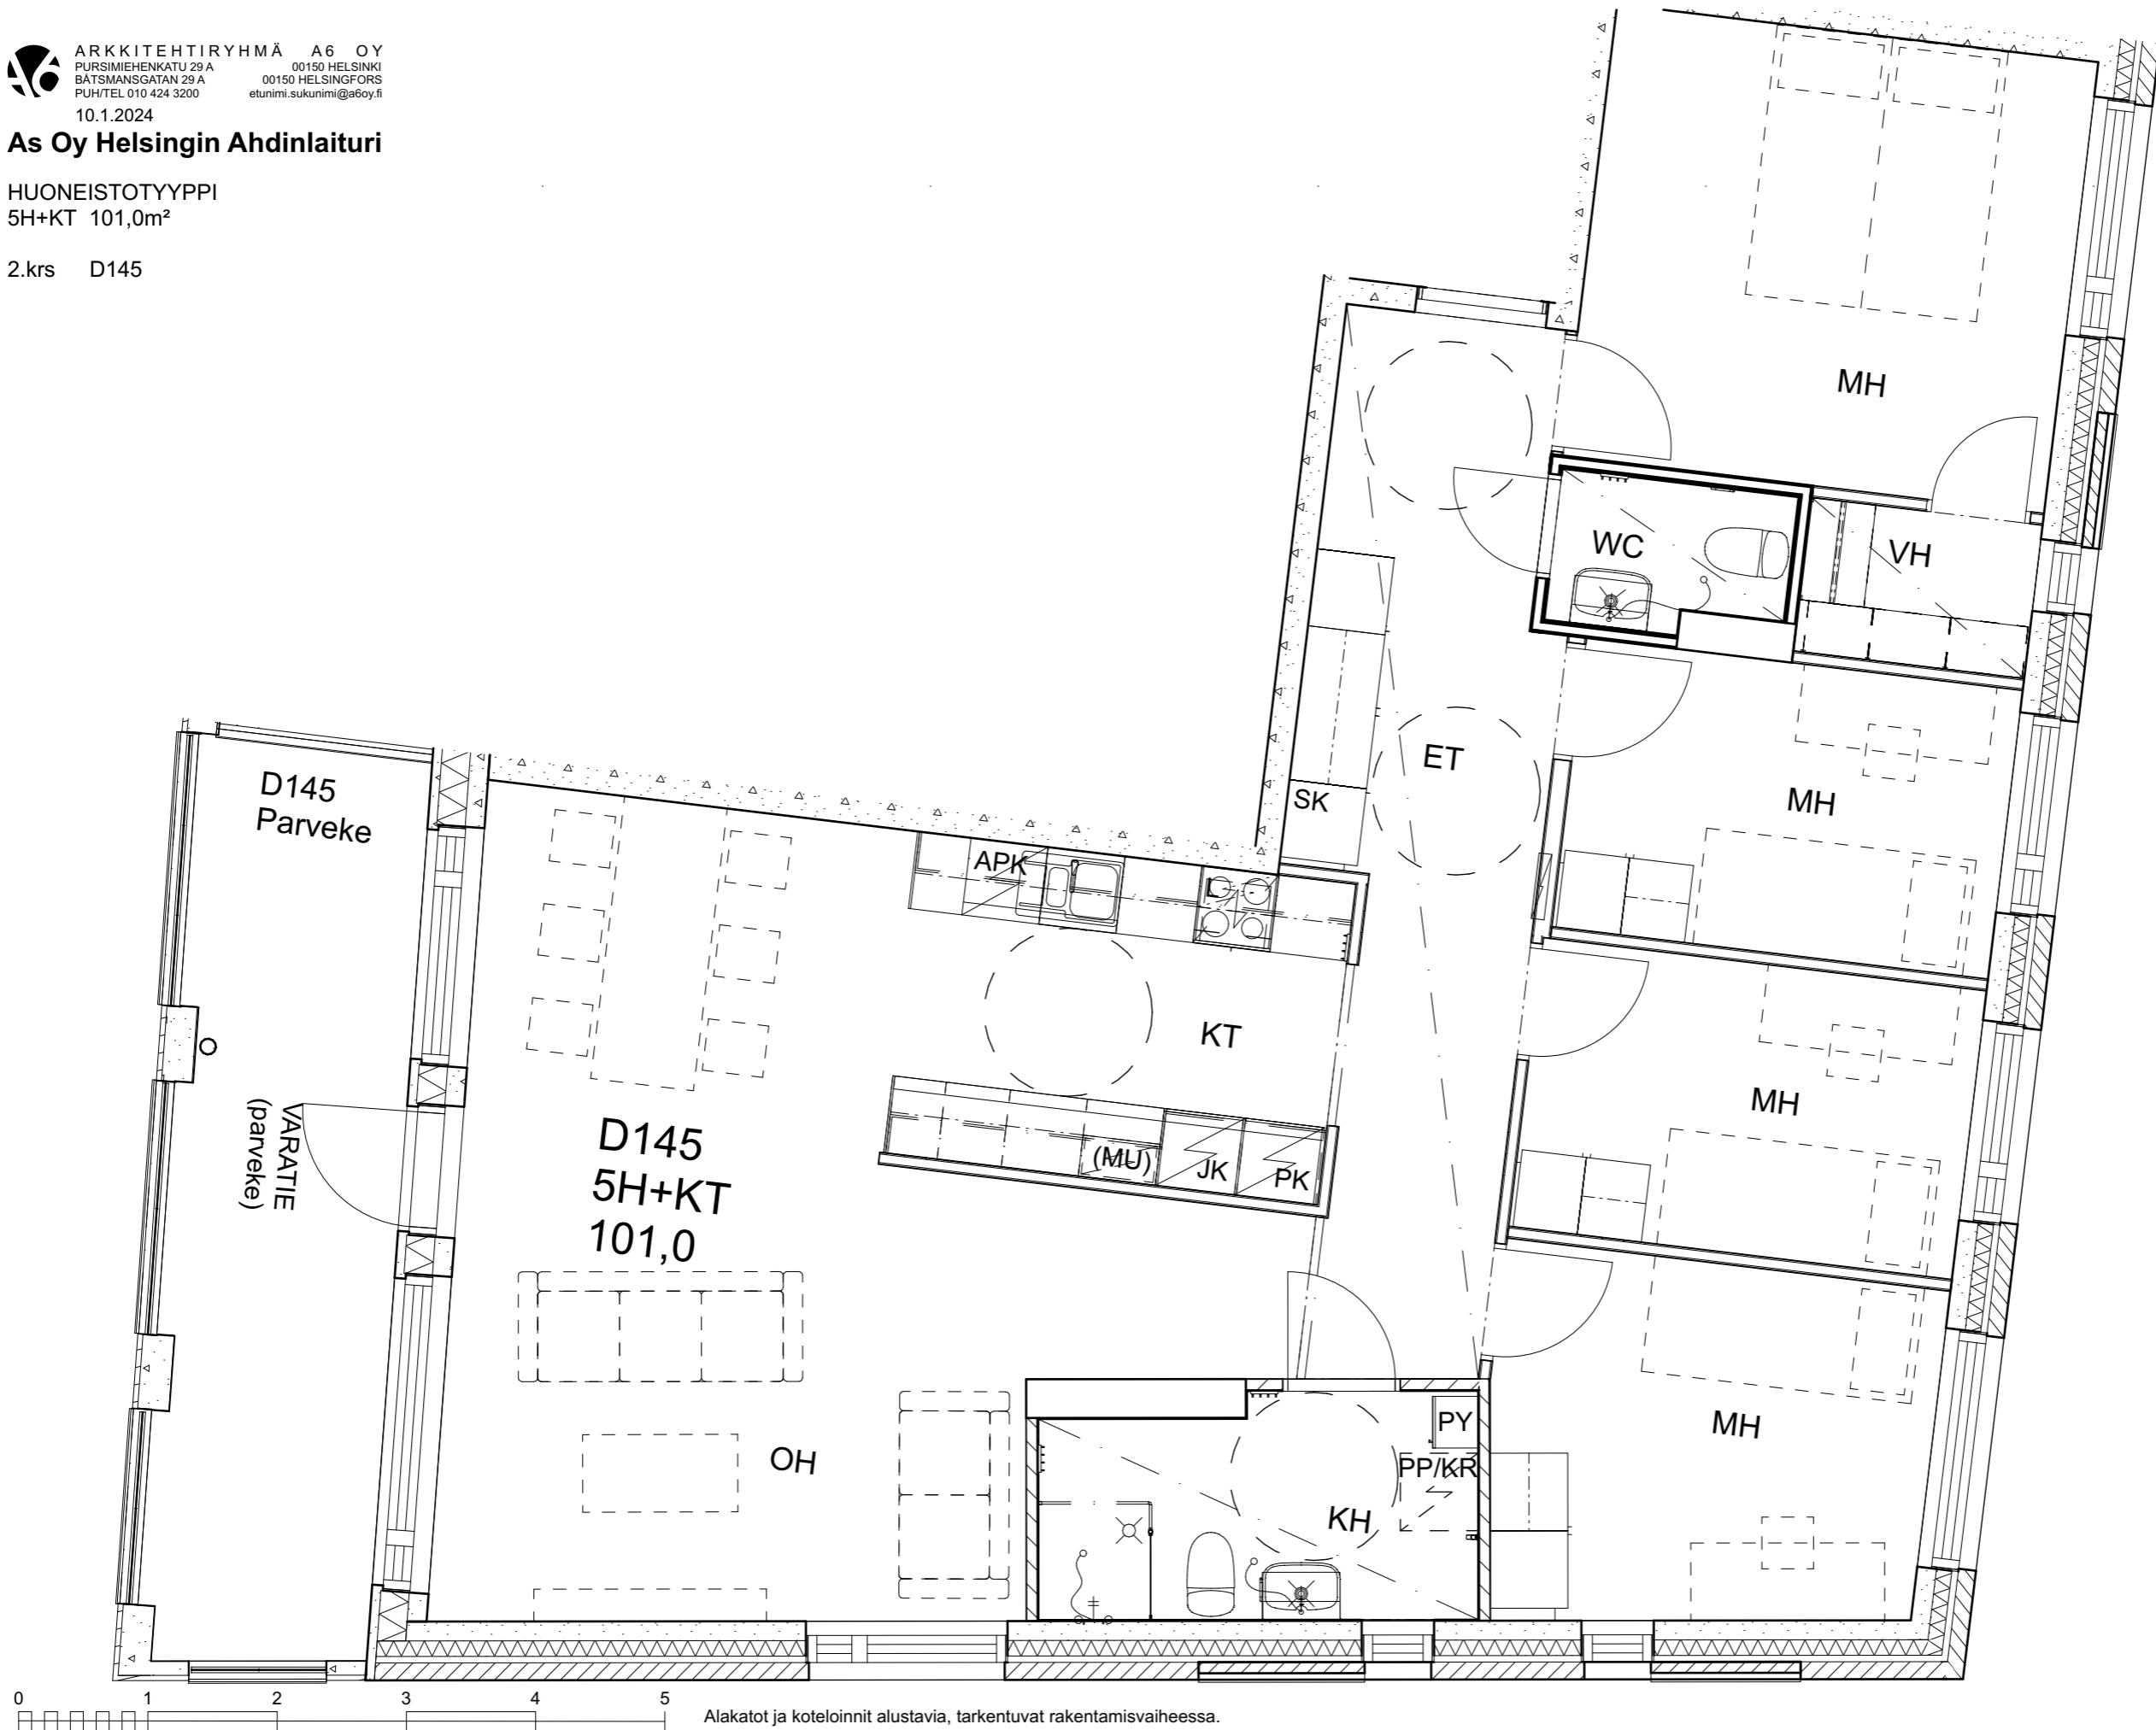 ARKKITEHTIRYHMÄ A6 OY
PURSIMIEHENKATU 29 A 00150 HELSINKI
BÅTSMANSGATAN 29 A 00150 HELSINGFORS
PUH/TEL 010 424 3200 etunimi.sukunimi@a6oy.fi
10.1.2024
As Oy Helsingin Ahdinlaituri
HUONEISTOTYYPPI
5H+KT 101,0m²
2.krs D145
MH
WC
VH
ET
SK
MH
D145
Parveke
APK
KT
MH
VARATIE
(parveke)
D145
5H+KT
101,0
(MU)
JK
PK
MH
OH
PY
PP/KR
KH
0 1 2 3 4 5
Alakatot ja koteloinnit alustavia, tarkentuvat rakentamisvaiheessa.